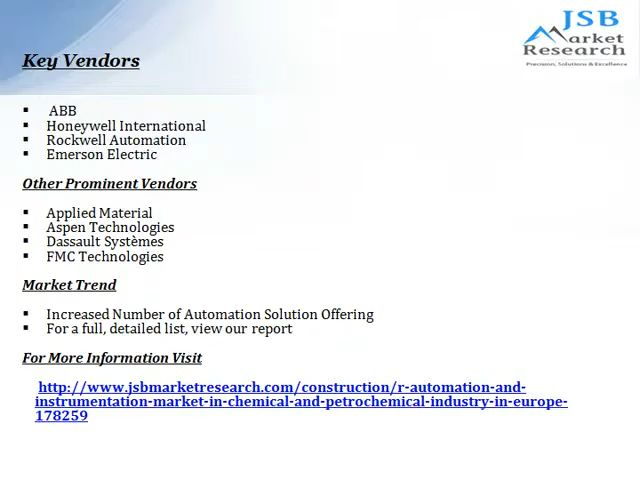 JSB
Market
Research
Precision, Solutions & Excellence
Key Vendors
▪ ABB
▪ Honeywell International
▪ Rockwell Automation
▪ Emerson Electric
Other Prominent Vendors
▪ Applied Material
▪ Aspen Technologies
▪ Dassault Systèmes
▪ FMC Technologies
Market Trend
▪ Increased Number of Automation Solution Offering
▪ For a full, detailed list, view our report
For More Information Visit
http://www.jsbmarketresearch.com/construction/r-automation-and-
instrumentation-market-in-chemical-and-petrochemical-industry-in-europe-
178259